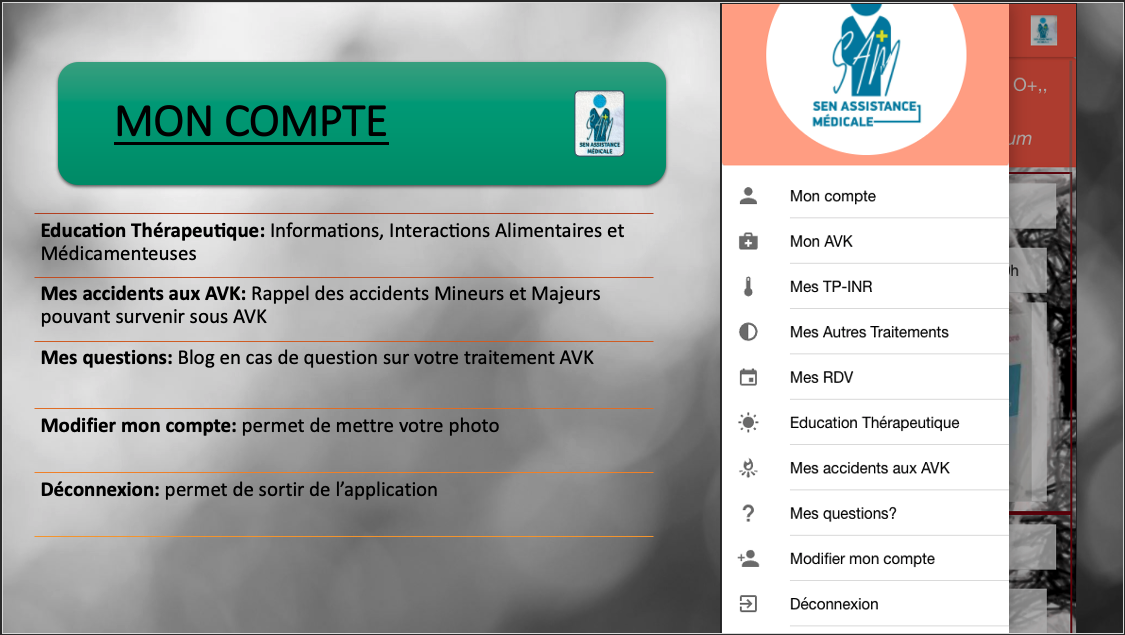 MON COMPTE
SEN ASSISTANCE
MÉDICALE
Education Thérapeutique: Informations, Interactions Alimentaires et
Médicamenteuses
Mes accidents aux AVK: Rappel des accidents Mineurs et Majeurs
pouvant survenir sous AVK
Mes questions: Blog en cas de question sur votre traitement AVK
Modifier mon compte: permet de mettre votre photo
Déconnexion: permet de sortir de l’application
SAM
SEN ASSISTANCE
MÉDICALE
O+,,
um
Mon compte
Mon AVK
Mes TP-INR
Mes Autres Traitements
Mes RDV
Education Thérapeutique
Mes accidents aux AVK
Mes questions?
Modifier mon compte
Déconnexion